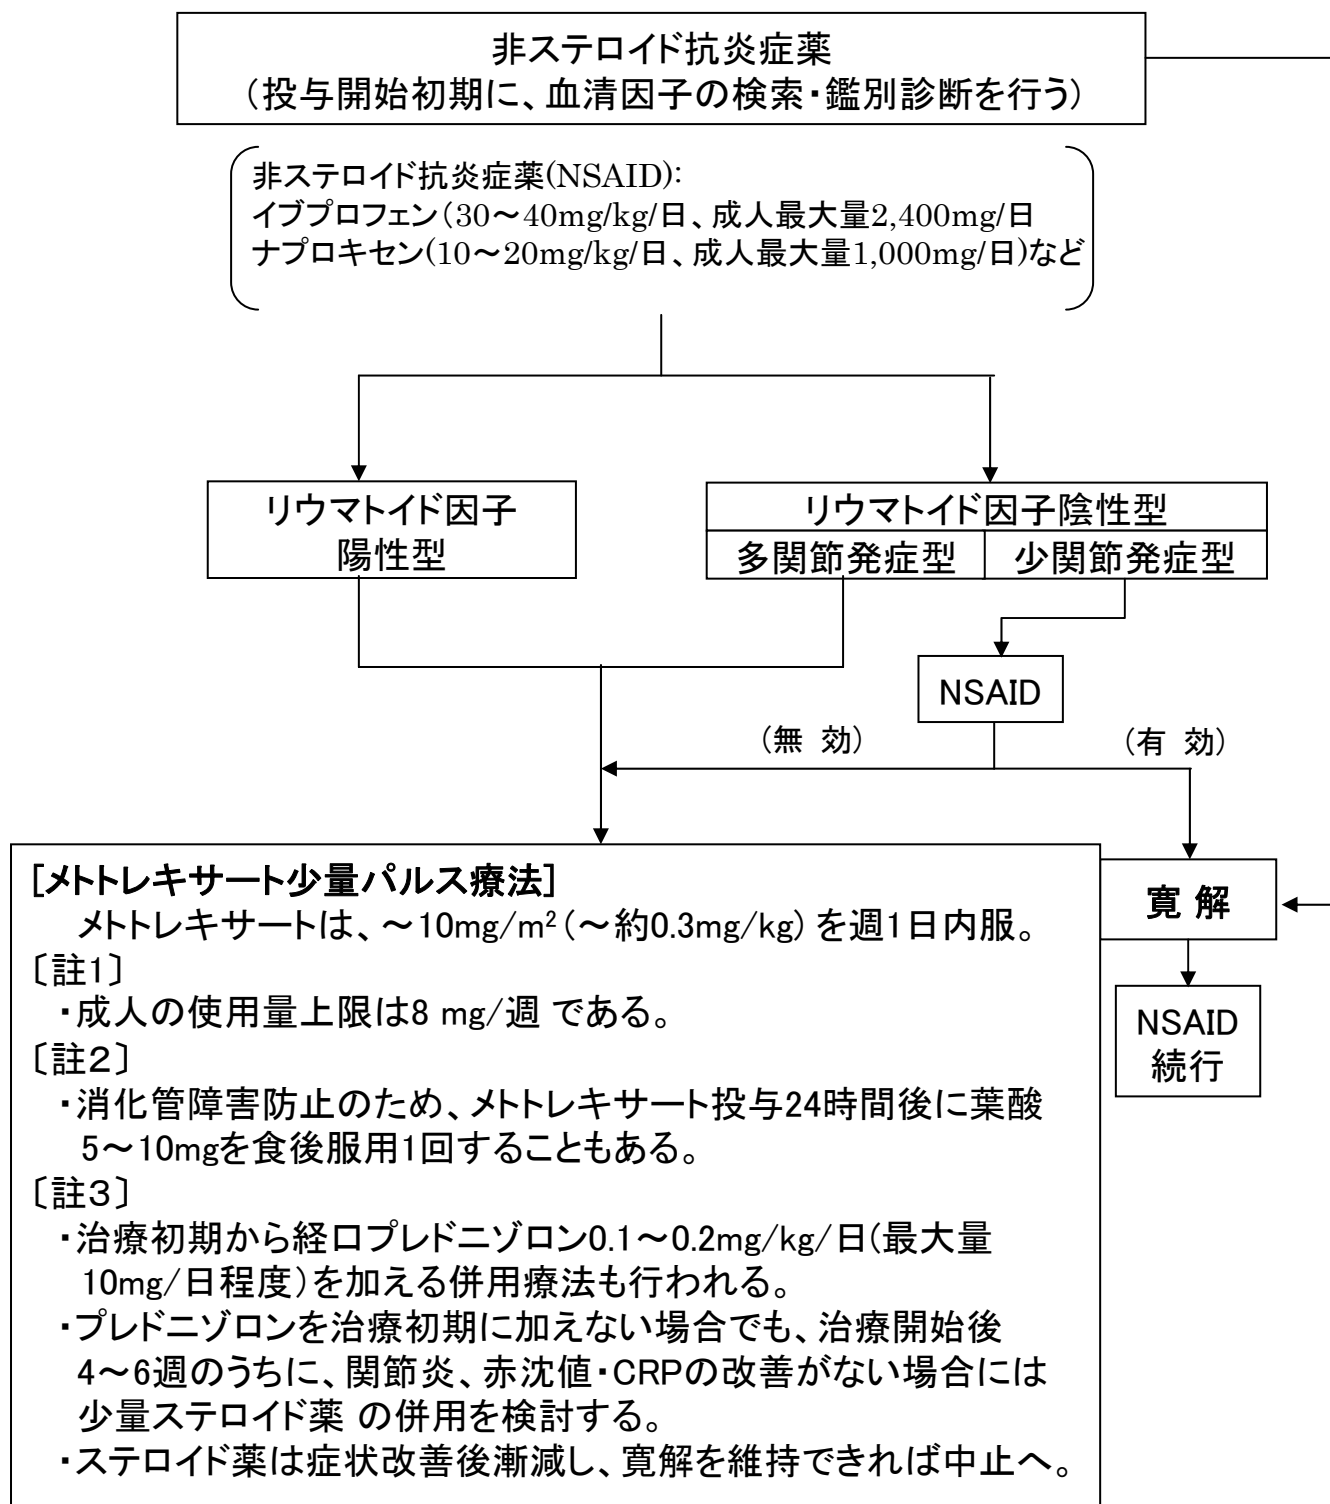 非ステロイド抗炎症薬
（投与開始初期に、血清因子の検索・鑑別診断を行う）
非ステロイド抗炎症薬(NSAID):
イブプロフェン（30～40mg/kg/日、成人最大量2,400mg/日
ナプロキセン(10～20mg/kg/日、成人最大量1,000mg/日)など
リウマトイド因子
陽性型
リウマトイド因子陰性型
多関節発症型 少関節発症型
NSAID
（無 効） （有 効）
[メトトレキサート少量パルス療法]
メトトレキサートは、～10mg/m²（～約0.3mg/kg）を週1日内服。
〔註1〕
・成人の使用量上限は8 mg/週 である。
〔註２〕
・消化管障害防止のため、メトトレキサート投与24時間後に葉酸
5～10mgを食後服用1回することもある。
〔註３〕
・治療初期から経口プレドニゾロン0.1～0.2mg/kg/日(最大量
10mg/日程度）を加える併用療法も行われる。
・プレドニゾロンを治療初期に加えない場合でも、治療開始後
4～6週のうちに、関節炎、赤沈値・CRPの改善がない場合には
少量ステロイド薬 の併用を検討する。
・ステロイド薬は症状改善後漸減し、寛解を維持できれば中止へ。
寛 解
NSAID
続行